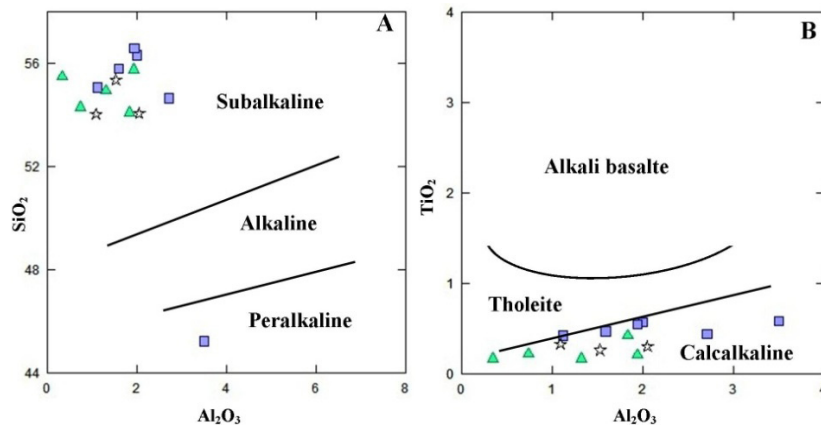 A
SiO₂
56
52
48
44
Subalkaline
Alkaline
Peralkaline
0
2
4
6
8
Al₂O₃
B
TiO₂
4
3
2
1
0
Alkali basalte
Tholeite
Calcalkaline
0
1
2
3
4
Al₂O₃